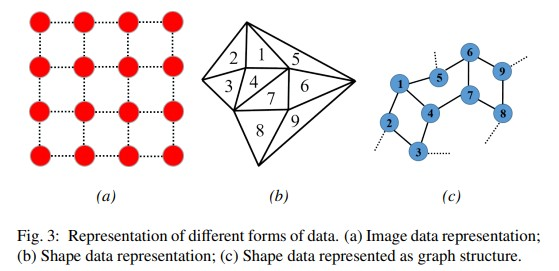 2 1 5
3 4 7 6
8 9
6
5 9
1
7
4 8
2
3
(a) (b) (c)
Fig. 3: Representation of different forms of data. (a) Image data representation;
(b) Shape data representation; (c) Shape data represented as graph structure.